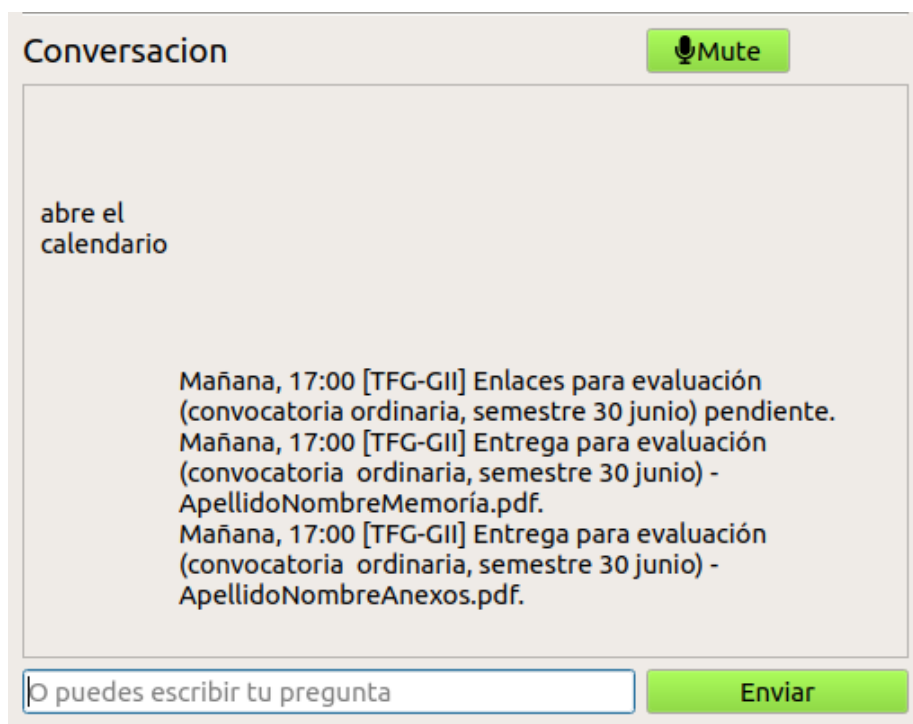 Conversacion
Mute
abre el
calendario
Mañana, 17:00 [TFG-GII] Enlaces para evaluación
(convocatoria ordinaria, semestre 30 junio) pendiente.
Mañana, 17:00 [TFG-GII] Entrega para evaluación
(convocatoria  ordinaria, semestre 30 junio) -
ApellidoNombreMemoría.pdf.
Mañana, 17:00 [TFG-GII] Entrega para evaluación
(convocatoria  ordinaria, semestre 30 junio) -
ApellidoNombreAnexos.pdf.
O puedes escribir tu pregunta
Enviar